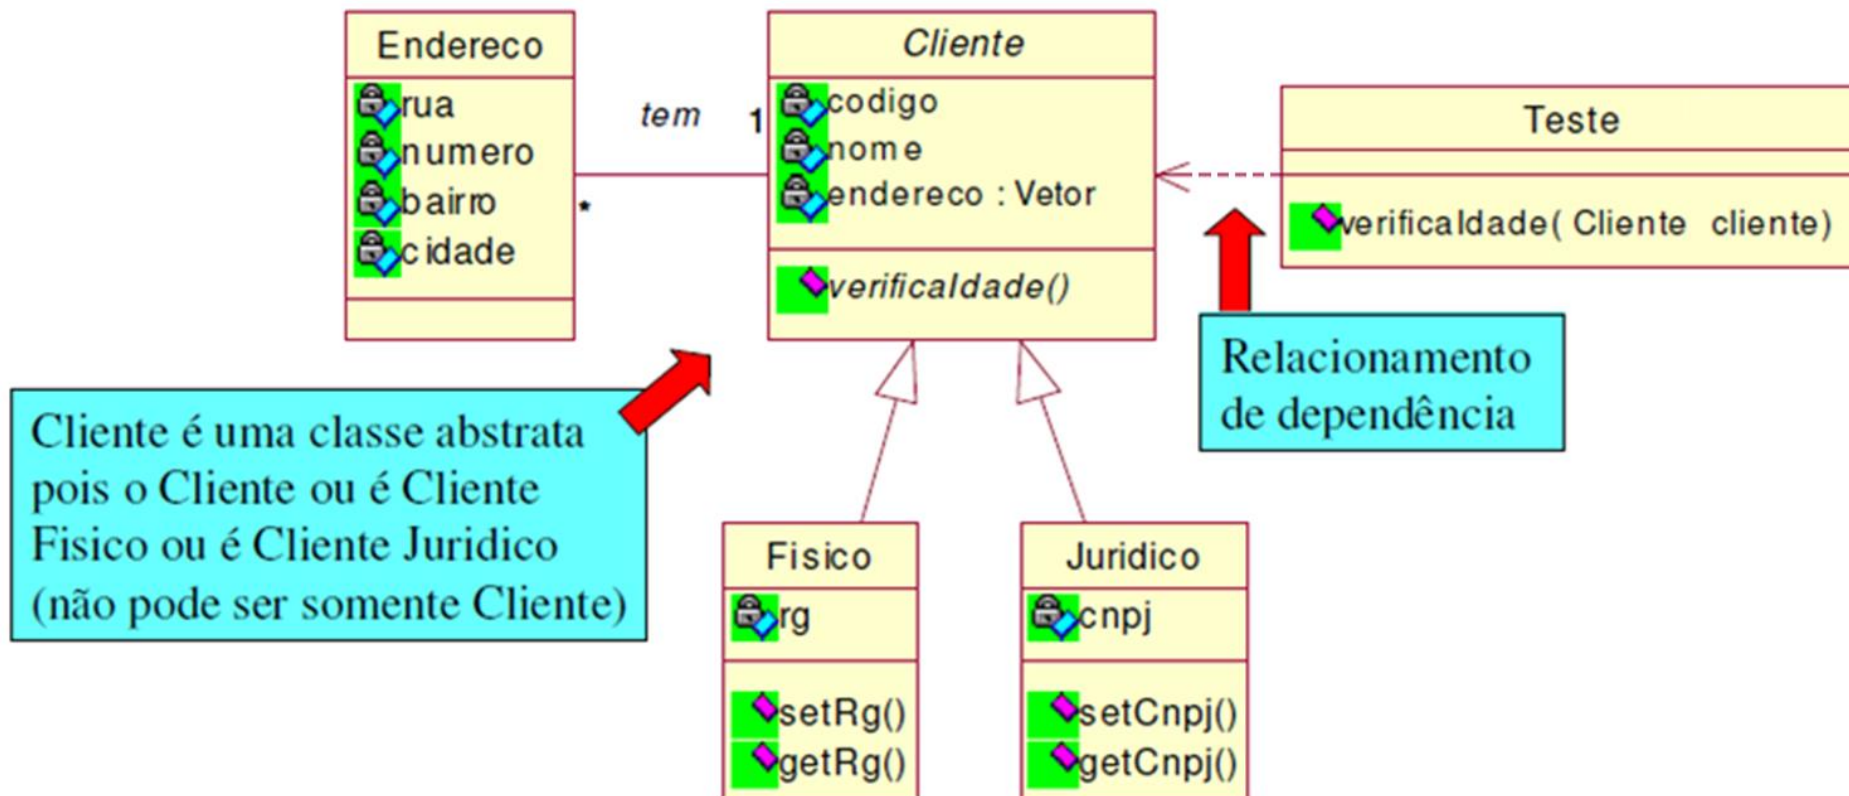 Endereco
rua
numero
bairro
cidade
tem
1
*
Cliente
codigo
nome
endereco : Vetor
verificaIdade()
Teste
verificaIdade( Cliente cliente)
Relacionamento
de dependência
Cliente é uma classe abstrata
pois o Cliente ou é Cliente
Fisico ou é Cliente Juridico
(não pode ser somente Cliente)
Fisico
rg
setRg()
getRg()
Juridico
cnpj
setCnpj()
getCnpj()